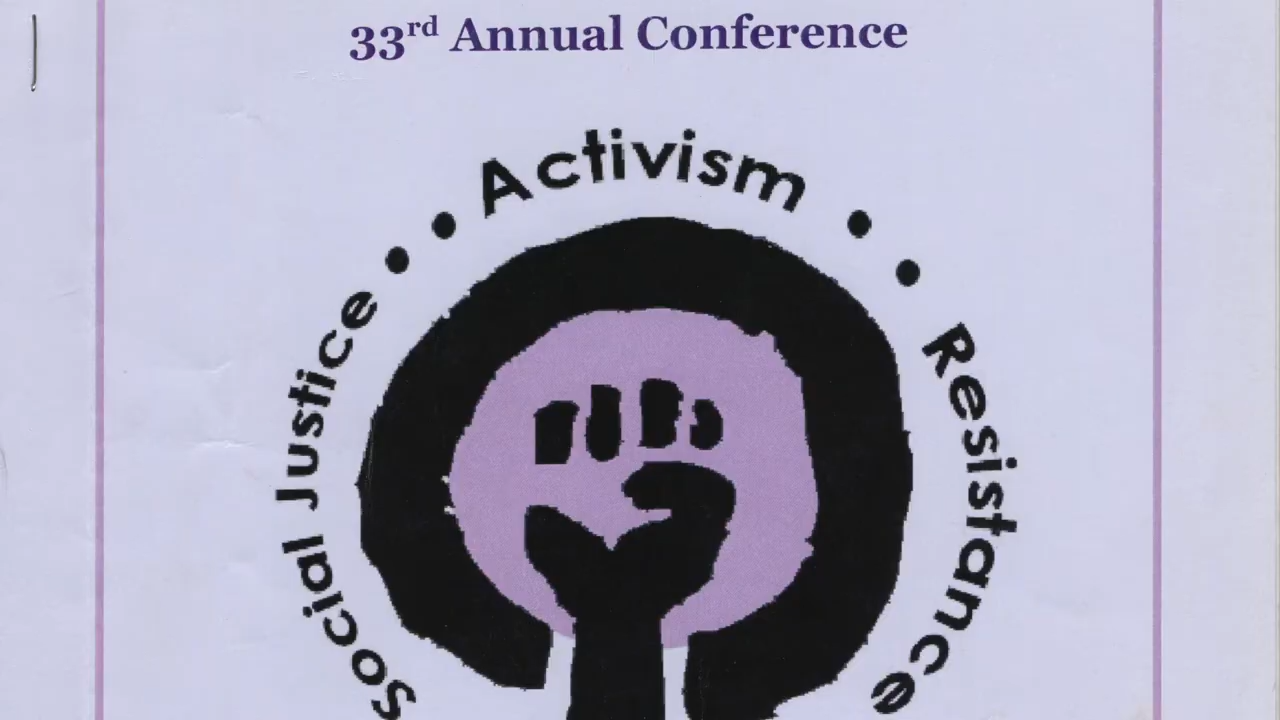 33rd Annual Conference
Social Justice • • Activism • • Resistance